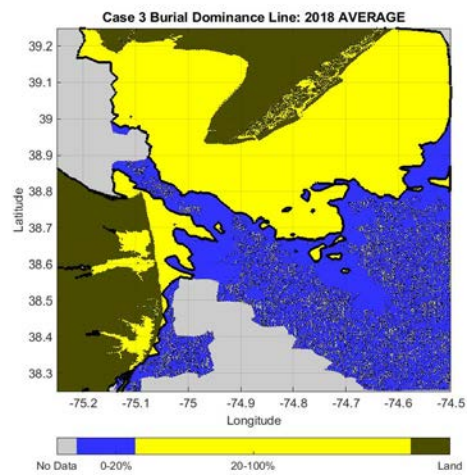 Case 3 Burial Dominance Line: 2018 AVERAGE
39.2
39.1
39
38.9
38.8
38.7
38.6
38.5
38.4
38.3
Latitude
-75.2 -75.1 -75 -74.9 -74.8 -74.7 -74.6 -74.5
Longitude
No Data 0-20% 20-100% Land